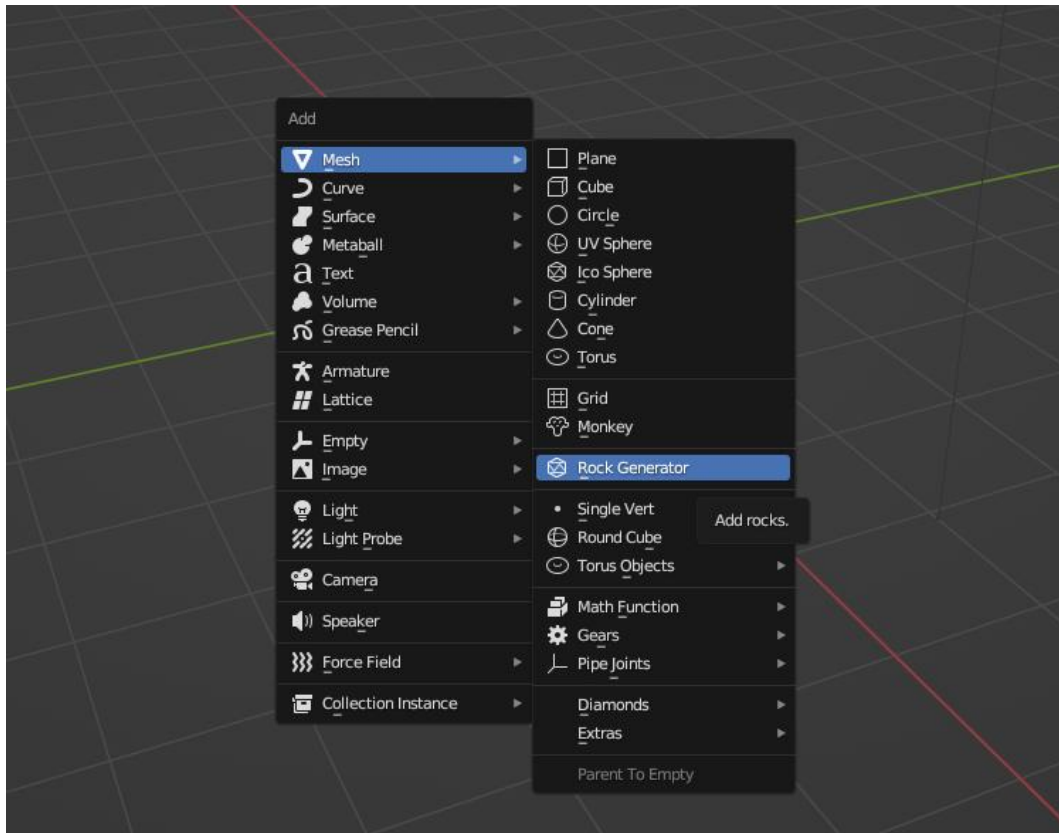 Add
Mesh
Curve
Surface
Metaball
Text
Volume
Grease Pencil
Armature
Lattice
Empty
Image
Light
Light Probe
Camera
Speaker
Force Field
Collection Instance
Plane
Cube
Circle
UV Sphere
Ico Sphere
Cylinder
Cone
Torus
Grid
Monkey
Rock Generator
Single Vert
Add rocks.
Round Cube
Torus Objects
Math Function
Gears
Pipe Joints
Diamonds
Extras
Parent To Empty